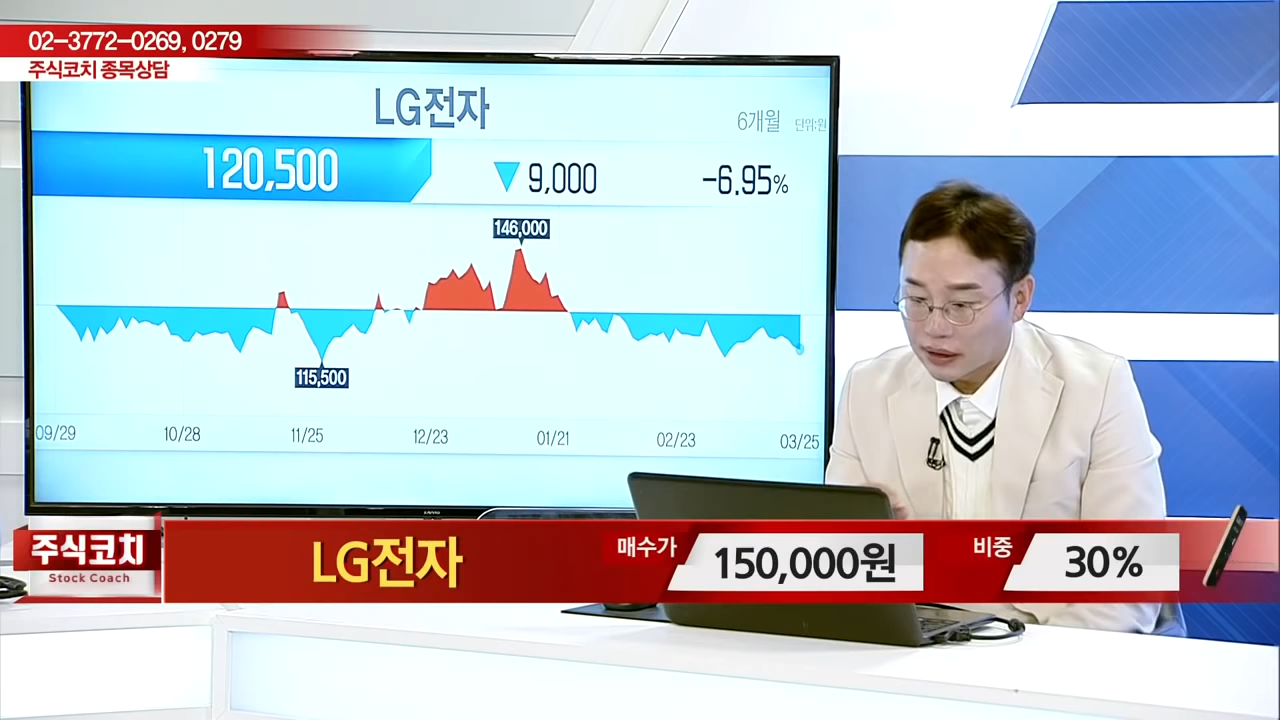 02-3772-0269, 0279
주식코치 종목상담
LG전자
6개월 단위:원
120,500 ▼ 9,000 -6.95%
146,000
115,500
09/29 10/28 11/25 12/23 01/21 02/23 03/25
주식코치
Stock Coach
LG전자 매수가 150,000원 비중 30%